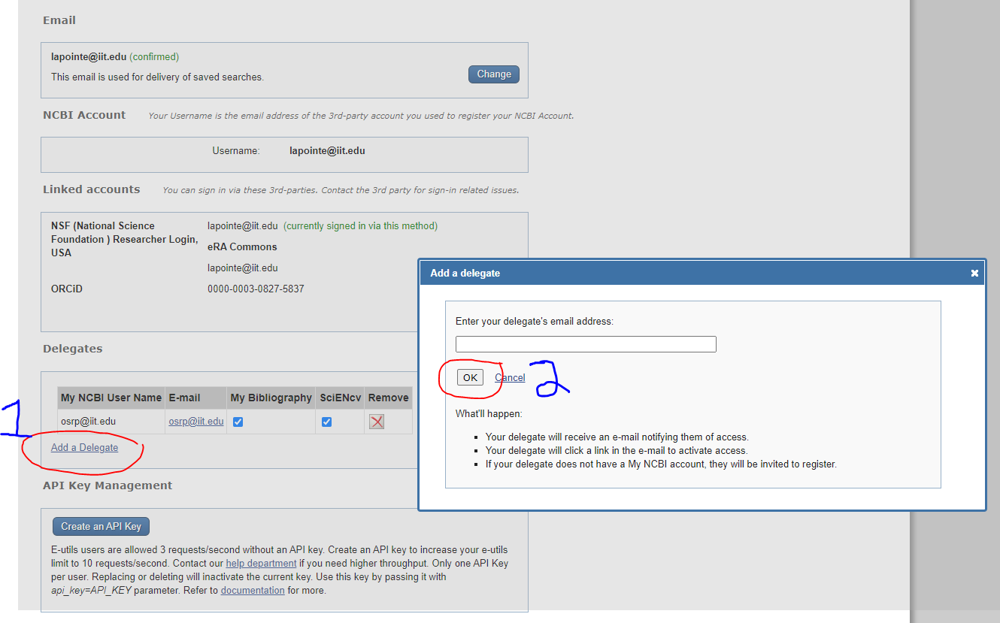 Email
lapointe@iit.edu (confirmed)
This email is used for delivery of saved searches.
Change
NCBI Account Your Username is the email address of the 3rd-party account you used to register your NCBI Account.
Username: lapointe@iit.edu
Linked accounts You can sign in via these 3rd-parties. Contact the 3rd party for sign-in related issues.
NSF (National Science
Foundation ) Researcher Login,
USA
lapointe@iit.edu (currently signed in via this method)
eRA Commons
lapointe@iit.edu
ORCiD 0000-0003-0827-5837
Delegates
My NCBI User Name E-mail My Bibliography SciENcv Remove
osrp@iit.edu osrp@iit.edu
1
Add a Delegate
API Key Management
Create an API Key
E-utils users are allowed 3 requests/second without an API key. Create an API key to increase your e-utils
limit to 10 requests/second. Contact our help department if you need higher throughput. Only one API Key
per user. Replacing or deleting will inactivate the current key. Use this key by passing it with
api_key=API_KEY parameter. Refer to documentation for more.
Add a delegate
Enter your delegate's email address:
OK Cancel 2
What'll happen:
Your delegate will receive an e-mail notifying them of access.
Your delegate will click a link in the e-mail to activate access.
If your delegate does not have a My NCBI account, they will be invited to register.